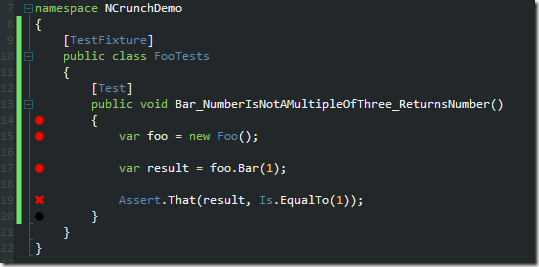 7 namespace NCrunchDemo
8 {
9 [TestFixture]
10 public class FooTests
11 {
12 [Test]
13 public void Bar_NumberIsNotAMultipleOfThree_ReturnsNumber()
14 {
15 var foo = new Foo();
16
17 var result = foo.Bar(1);
18
19 Assert.That(result, Is.EqualTo(1));
20 }
21 }
22 }